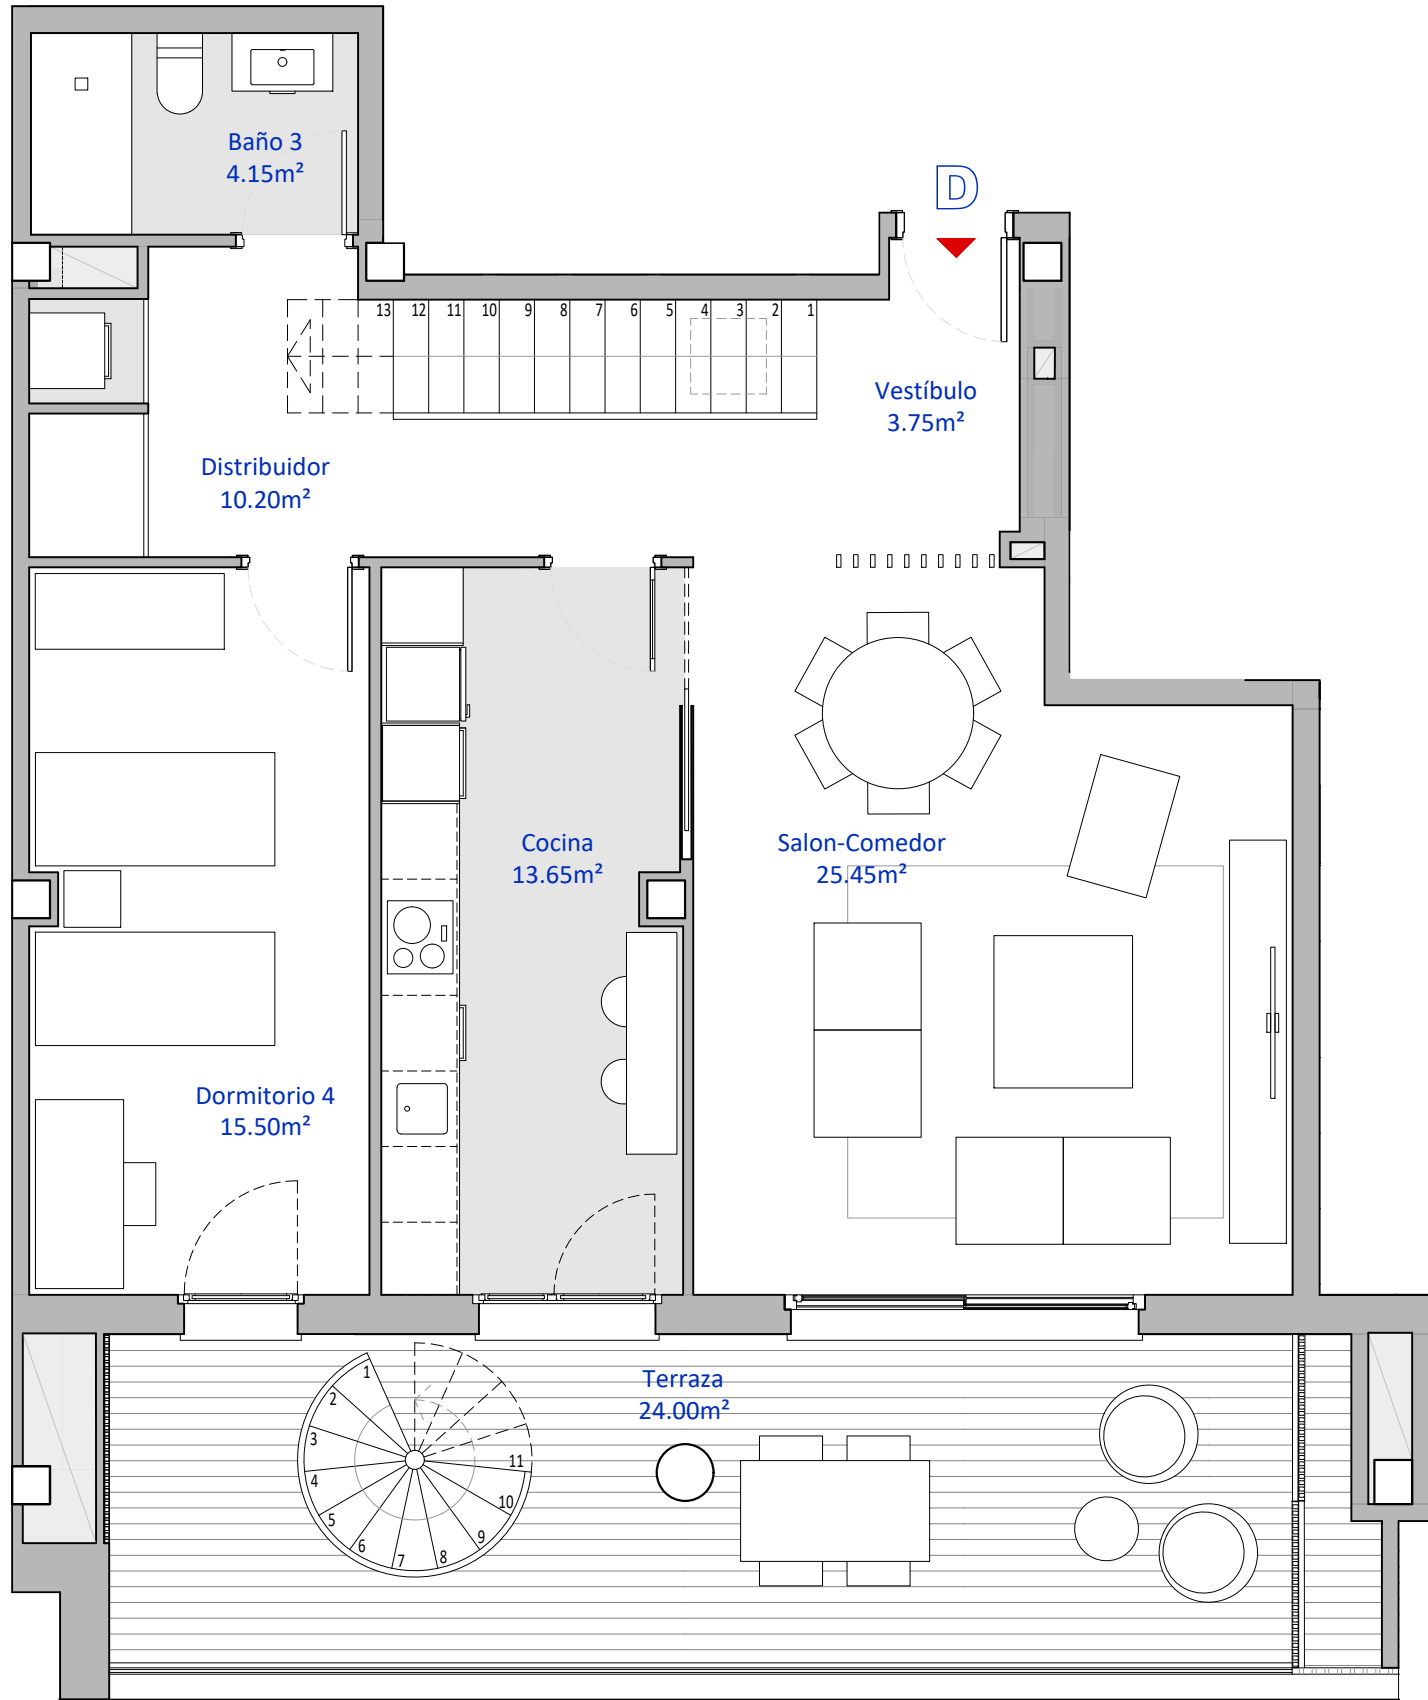 Baño 3
4.15m²
D
13 12 11 10 9 8 7 6 5 4 3 2 1
Vestíbulo
3.75m²
Distribuidor
10.20m²
Cocina
13.65m²
Salon-Comedor
25.45m²
Dormitorio 4
15.50m²
Terraza
24.00m²
1
2
3
4
5
6
7
8
9
10
11